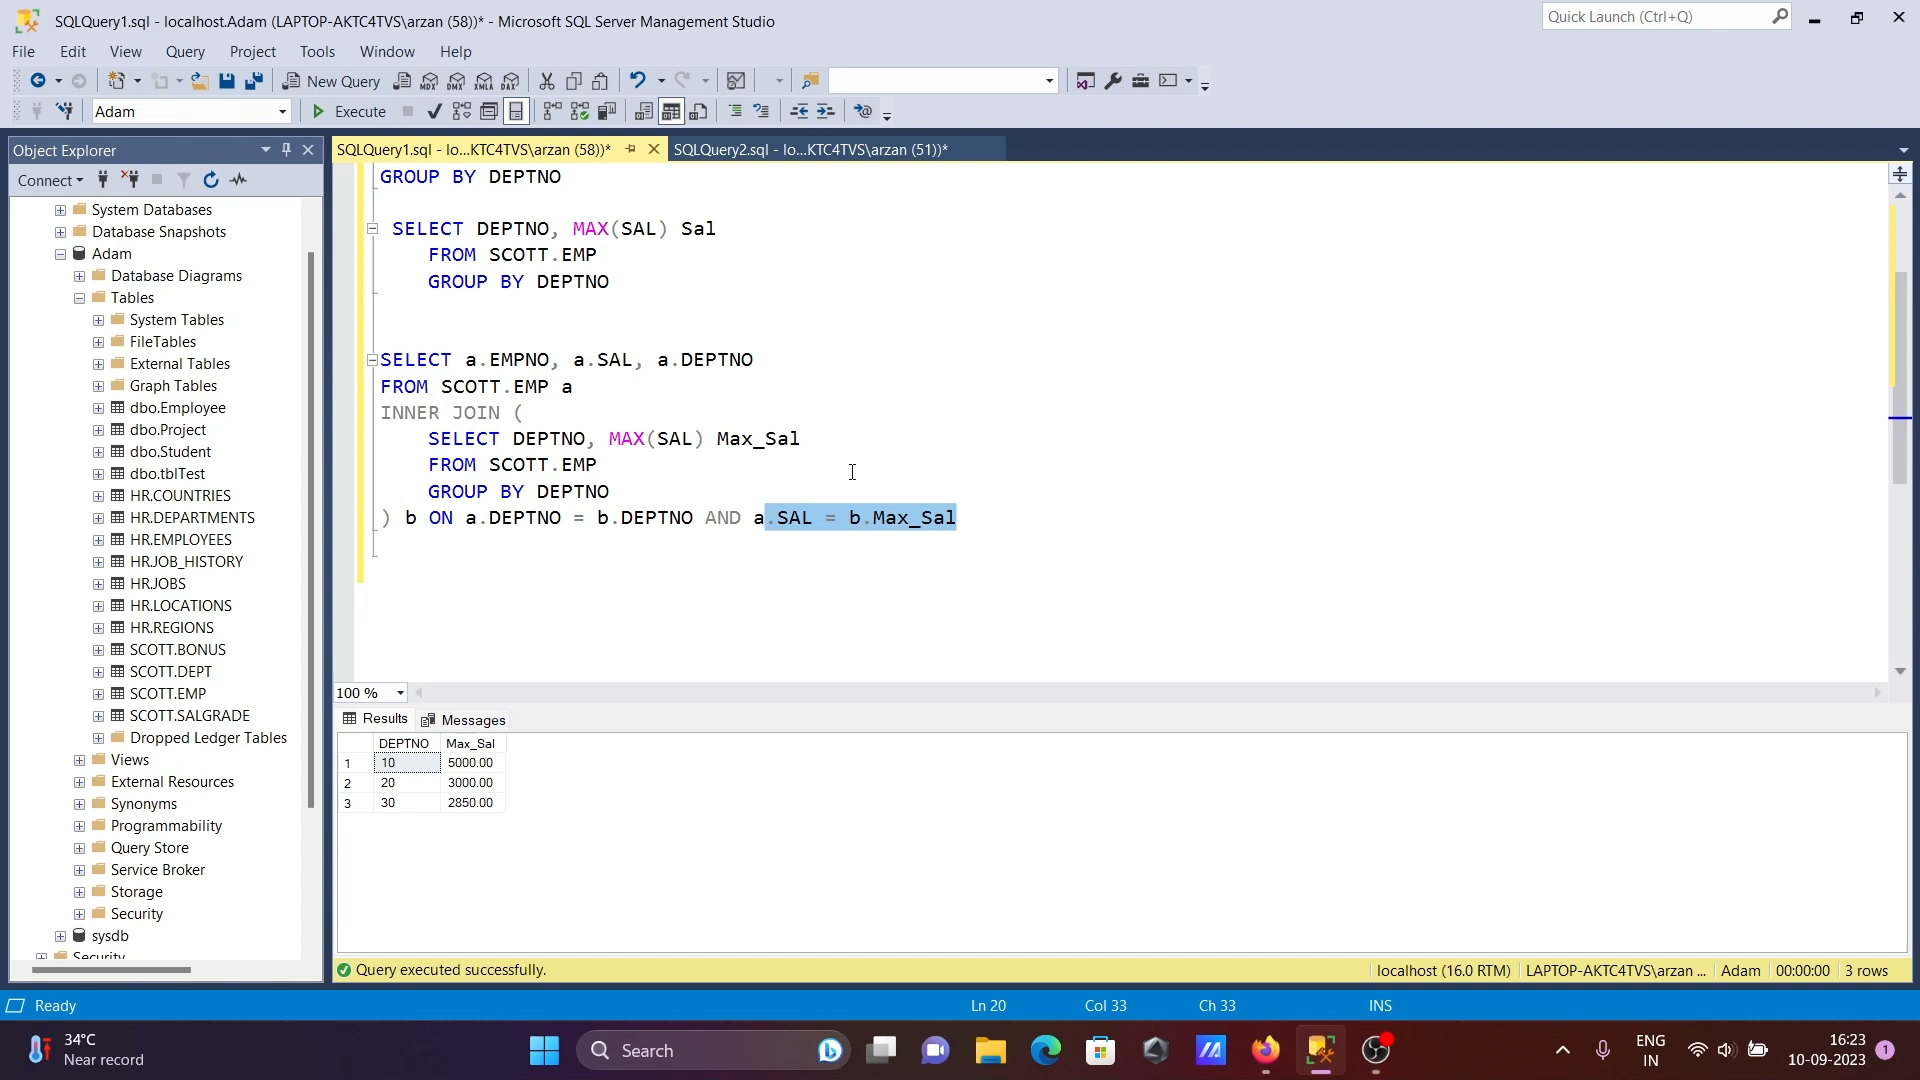 SQLQuery1.sql - localhost.Adam (LAPTOP-AKTC4TVS\arzan (58))* - Microsoft SQL Server Management Studio
Quick Launch (Ctrl+Q)
File Edit View Query Project Tools Window Help
New Query MDX DMX XMLA DAX
Adam Execute
Object Explorer
SQLQuery1.sql - lo...KTC4TVS\arzan (58))*
SQLQuery2.sql - lo...KTC4TVS\arzan (51))*
Connect
System Databases
Database Snapshots
Adam
Database Diagrams
Tables
System Tables
FileTables
External Tables
Graph Tables
dbo.Employee
dbo.Project
dbo.Student
dbo.tblTest
HR.COUNTRIES
HR.DEPARTMENTS
HR.EMPLOYEES
HR.JOB_HISTORY
HR.JOBS
HR.LOCATIONS
HR.REGIONS
SCOTT.BONUS
SCOTT.DEPT
SCOTT.EMP
SCOTT.SALGRADE
Dropped Ledger Tables
Views
External Resources
Synonyms
Programmability
Query Store
Service Broker
Storage
Security
sysdb
Security
GROUP BY DEPTNO
SELECT DEPTNO, MAX(SAL) Sal
FROM SCOTT.EMP
GROUP BY DEPTNO
SELECT a.EMPNO, a.SAL, a.DEPTNO
FROM SCOTT.EMP a
INNER JOIN (
SELECT DEPTNO, MAX(SAL) Max_Sal
FROM SCOTT.EMP
GROUP BY DEPTNO
) b ON a.DEPTNO = b.DEPTNO AND a.SAL = b.Max_Sal
100 %
Results Messages
DEPTNO Max_Sal
1 10 5000.00
2 20 3000.00
3 30 2850.00
Query executed successfully.
localhost (16.0 RTM) LAPTOP-AKTC4TVS\arzan ... Adam 00:00:00 3 rows
Ready Ln 20 Col 33 Ch 33 INS
34°C
Near record
Search
ENG
IN
16:23
10-09-2023
1